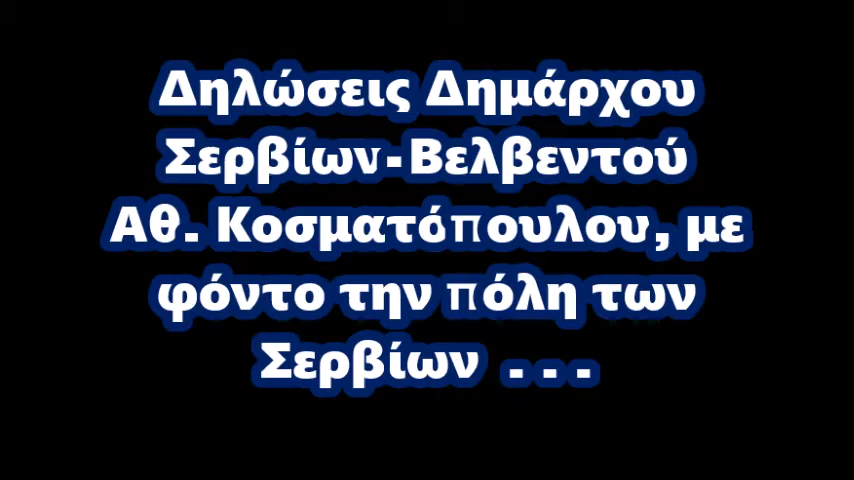 Δηλώσεις Δημάρχου
Σερβίων-Βελβεντού
Αθ. Κοσματόπουλου, με
φόντο την πόλη των
Σερβίων ...